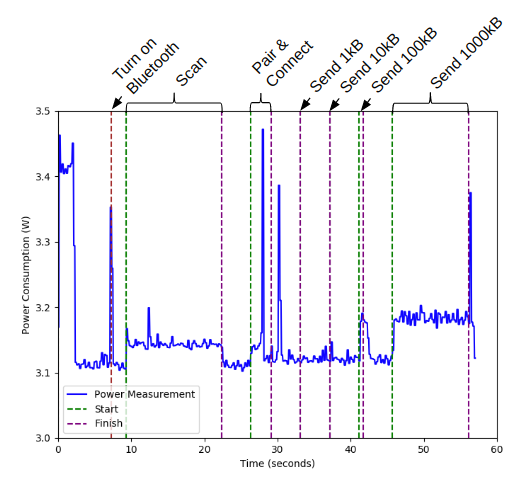 Turn on
Bluetooth
Scan
Pair &
Connect
Send 1kB
Send 10kB
Send 100kB
Send 1000kB
3.5
3.4
3.3
3.2
3.1
3.0
Power Consumption (W)
Power Measurement
Start
Finish
0 10 20 30 40 50 60
Time (seconds)